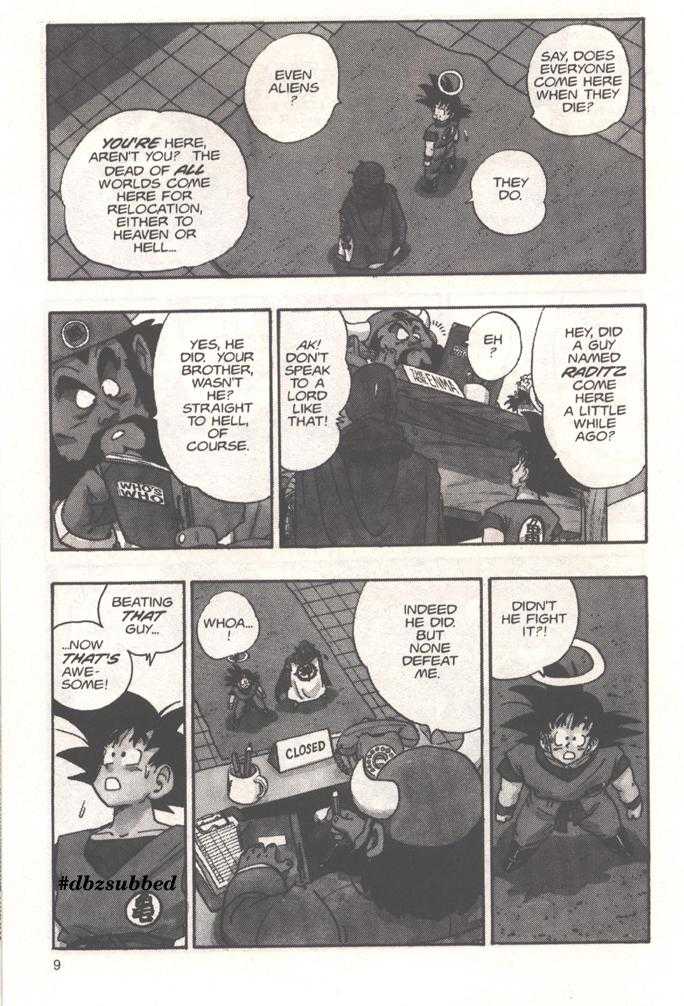 SAY, DOES
EVERYONE
COME HERE
WHEN THEY
DIE?
THEY
DO.
EVEN
ALIENS
?
YOU'RE HERE,
AREN'T YOU? THE
DEAD OF ALL
WORLDS COME
HERE FOR
RELOCATION,
EITHER TO
HEAVEN OR
HELL...
HEY, DID
A GUY
NAMED
RADITZ
COME
HERE
A LITTLE
WHILE
AGO?
EH
?
ENMA
AK!
DON'T
SPEAK
TO A
LORD
LIKE
THAT!
YES, HE
DID. YOUR
BROTHER,
WASN'T
HE?
STRAIGHT
TO HELL,
OF
COURSE.
WHO'S
WHO
DIDN'T
HE FIGHT
IT?!
INDEED
HE DID.
BUT
NONE
DEFEAT
ME.
WHOA...
!
CLOSED
BEATING
THAT
GUY...
...NOW
THAT'S
AWE-
SOME!
亀
#dbzsubbed
9